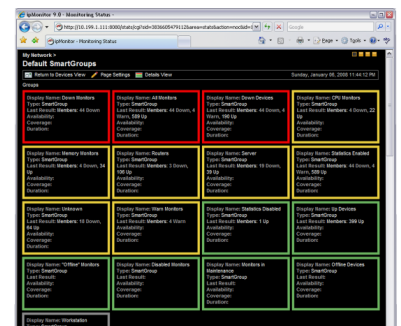 ipMonitor 9.0 - Monitoring Status -
http://10.199.1.111:8080/
Google
ipMonitor - Monitoring Status
Page
Tools
My Network >
Default SmartGroups
Return to Devices View
Page Settings
Details View
Sunday, January 06, 2008 11:44:12 PM
Groups
Display Name: Down Monitors
Type: SmartGroup
Last Result: Members: 44 Down
Availability:
Coverage:
Duration:
Display Name: All Monitors
Type: SmartGroup
Last Result: Members: 44 Down, 4
Warn, 589 Up
Availability:
Coverage:
Duration:
Display Name: Down Devices
Type: SmartGroup
Last Result: Members: 44 Down, 4
Warn, 196 Up
Availability:
Coverage:
Duration:
Display Name: CPU Monitors
Type: SmartGroup
Last Result: Members: 4 Down, 22
Up
Availability:
Coverage:
Duration:
Display Name: Memory Monitors
Type: SmartGroup
Last Result: Members: 4 Down, 34
Up
Availability:
Coverage:
Duration:
Display Name: Routers
Type: SmartGroup
Last Result: Members: 3 Down,
106 Up
Availability:
Coverage:
Duration:
Display Name: Server
Type: SmartGroup
Last Result: Members: 19 Down,
39 Up
Availability:
Coverage:
Duration:
Display Name: Statistics Enabled
Type: SmartGroup
Last Result: Members: 44 Down, 4
Warn, 589 Up
Availability:
Coverage:
Duration:
Display Name: Unknown
Type: SmartGroup
Last Result: Members: 18 Down,
64 Up
Availability:
Coverage:
Duration:
Display Name: Warn Monitors
Type: SmartGroup
Last Result: Members: 4 Warn
Availability:
Coverage:
Duration:
Display Name: Statistics Disabled
Type: SmartGroup
Last Result: Members: 1 Up
Availability:
Coverage:
Duration:
Display Name: Up Devices
Type: SmartGroup
Last Result: Members: 399 Up
Availability:
Coverage:
Duration:
Display Name: "Offline" Monitors
Type: SmartGroup
Last Result: Members:
Availability:
Coverage:
Duration:
Display Name: Disabled Monitors
Type: SmartGroup
Last Result: Members:
Availability:
Coverage:
Duration:
Display Name: Monitors in
Maintenance
Type: SmartGroup
Last Result: Members:
Availability:
Coverage:
Duration:
Display Name: Offline Devices
Type: SmartGroup
Last Result: Members:
Availability:
Coverage:
Duration:
Display Name: Workstation